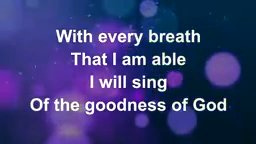 With every breath
That I am able
I will sing
Of the goodness of God